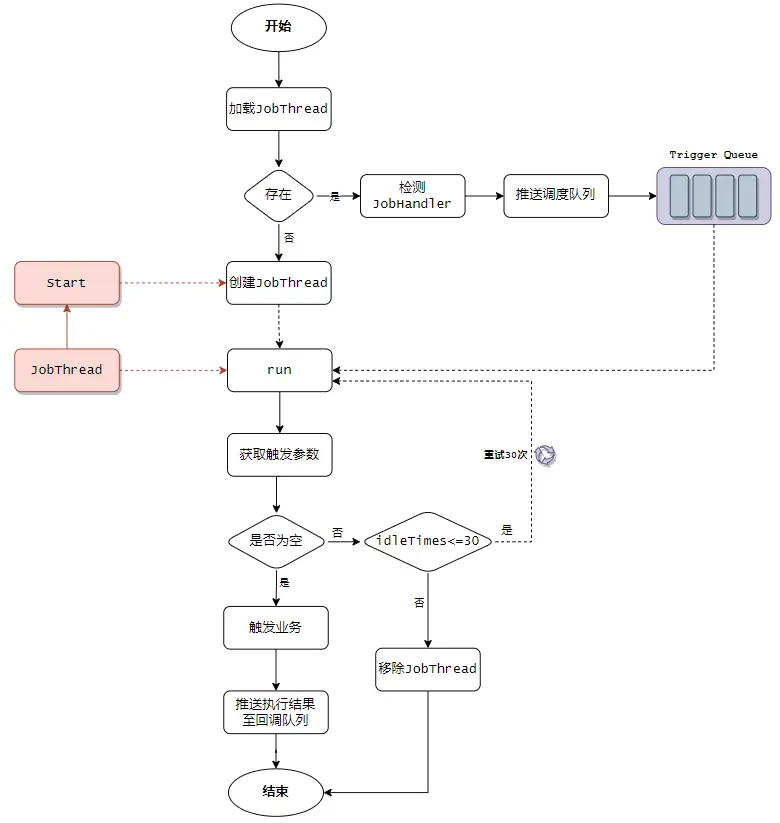 开始
加载JobThread
Trigger Queue
存在
是
检测
JobHandler
推送调度队列
否
Start
创建JobThread
JobThread
run
获取触发参数
重试30次
是否为空
否
idleTimes<=30
是
是
否
触发业务
移除JobThread
推送执行结果
至回调队列
结束